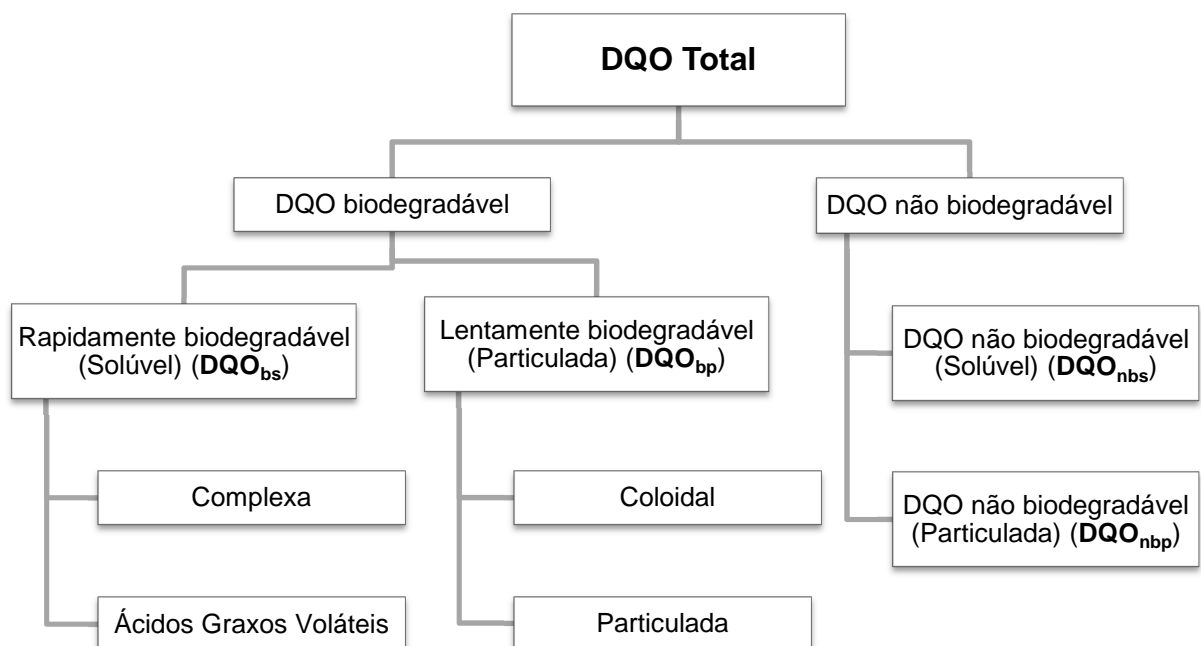 DQO Total
DQO biodegradável
DQO não biodegradável
Rapidamente biodegradável
(Solúvel) (DQObs)
Lentamente biodegradável
(Particulada) (DQObp)
DQO não biodegradável
(Solúvel) (DQOnbs)
Complexa
Coloidal
DQO não biodegradável
(Particulada) (DQOnbp)
Ácidos Graxos Voláteis
Particulada